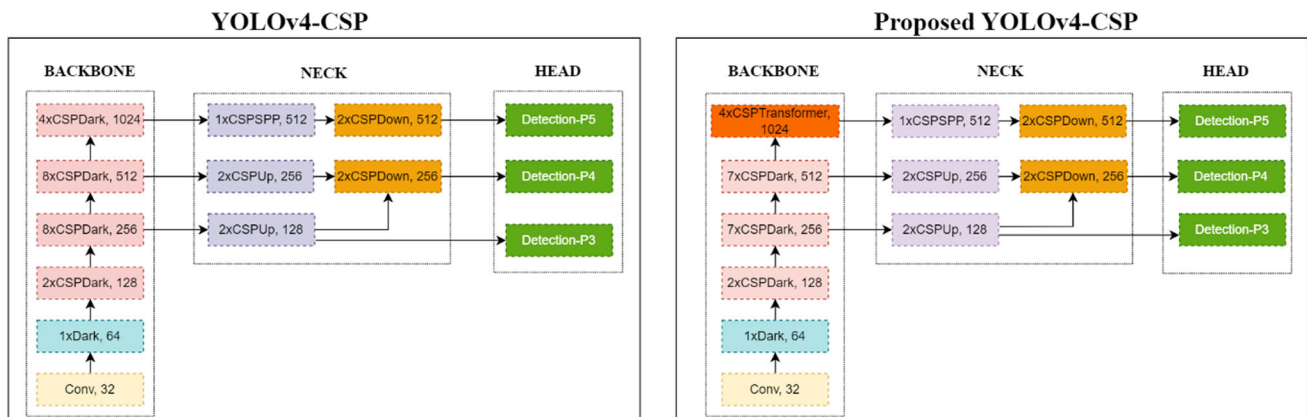 YOLOv4-CSP
BACKBONE
NECK
HEAD
4xCSPDark, 1024
1xCSPSPP, 512
2xCSPDown, 512
Detection-P5
8xCSPDark, 512
2xCSPUp, 256
2xCSPDown, 256
Detection-P4
8xCSPDark, 256
2xCSPUp, 128
Detection-P3
2xCSPDark, 128
1xDark, 64
Conv, 32
Proposed YOLOv4-CSP
BACKBONE
NECK
HEAD
4xCSPTransformer,
1024
1xCSPSPP, 512
2xCSPDown, 512
Detection-P5
7xCSPDark, 512
2xCSPUp, 256
2xCSPDown, 256
Detection-P4
7xCSPDark, 256
2xCSPUp, 128
Detection-P3
2xCSPDark, 128
1xDark, 64
Conv, 32